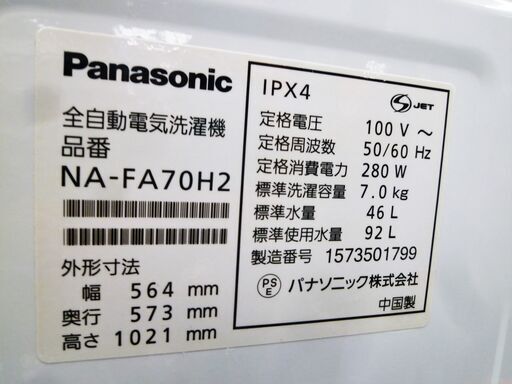 Panasonic
全自動電気洗濯機
品番
NA-FA70H2
外形寸法
幅 564 mm
奥行 573 mm
高さ 1021 mm
IPX4
S JET
定格電圧 100 V ～
定格周波数 50/60 Hz
定格消費電力 280 W
標準洗濯容量 7.0 kg
標準水量 46 L
標準使用水量 92 L
製造番号 1573501799
PS E パナソニック株式会社
中国製